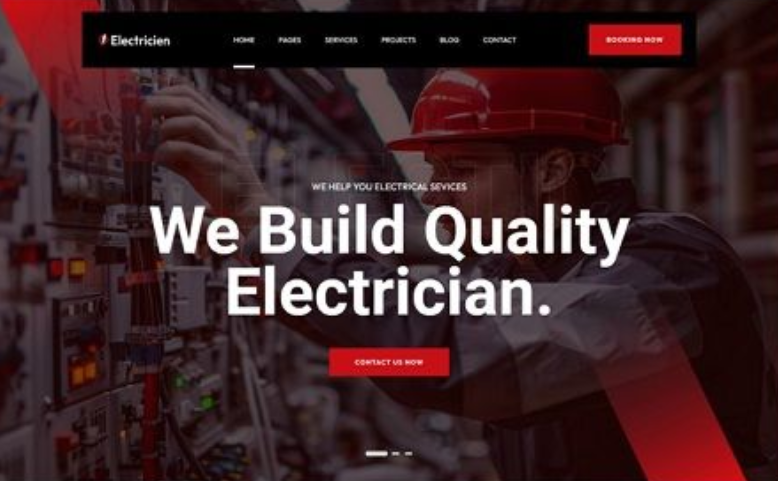 Electricien
HOME PAGES SERVICES PROJECTS BLOG CONTACT
BOOKING NOW
WE HELP YOU ELECTRICAL SEVICES
We Build Quality
Electrician.
CONTACT US NOW